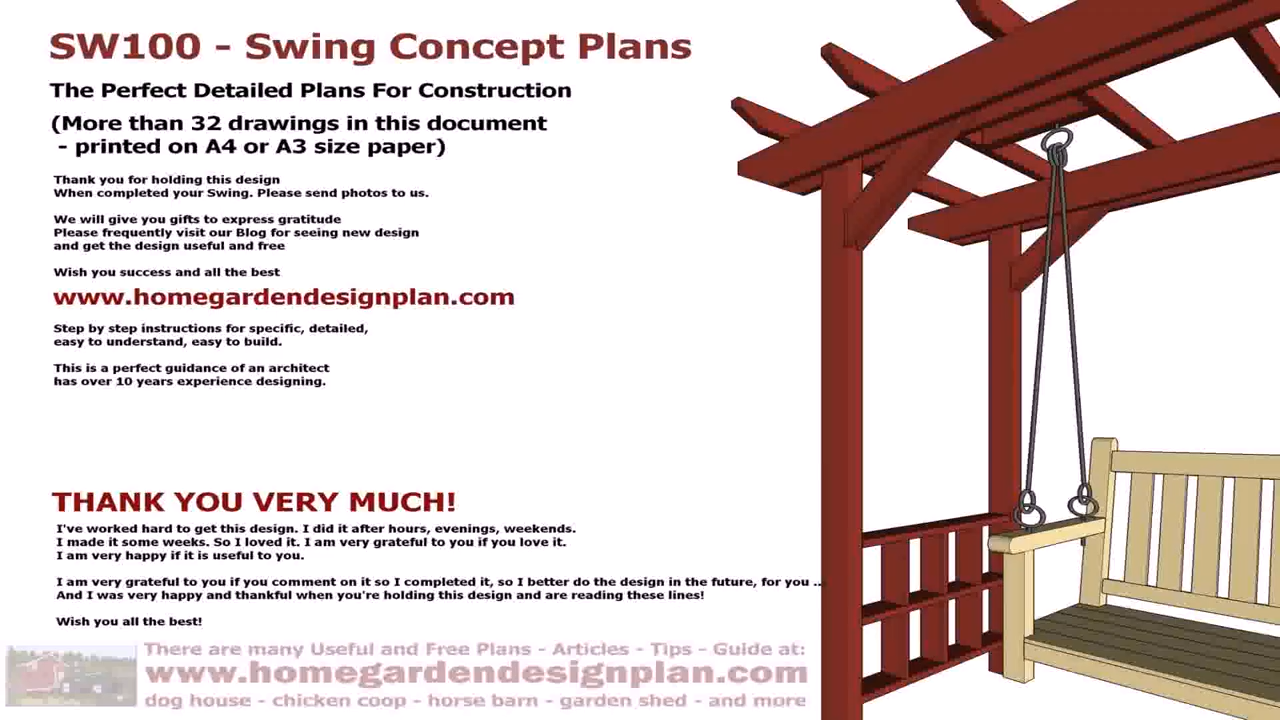 SW100 - Swing Concept Plans
The Perfect Detailed Plans For Construction
(More than 32 drawings in this document
- printed on A4 or A3 size paper)
Thank you for holding this design
When completed your Swing. Please send photos to us.
We will give you gifts to express gratitude
Please frequently visit our Blog for seeing new design
and get the design useful and free
Wish you success and all the best
www.homegardendesignplan.com
Step by step instructions for specific, detailed,
easy to understand, easy to build.
This is a perfect guidance of an architect
has over 10 years experience designing.
THANK YOU VERY MUCH!
I've worked hard to get this design. I did it after hours, evenings, weekends.
I made it some weeks. So I loved it. I am very grateful to you if you love it.
I am very happy if it is useful to you.
I am very grateful to you if you comment on it so I completed it, so I better do the design in the future, for you ...
And I was very happy and thankful when you're holding this design and are reading these lines!
Wish you all the best!
There are many Useful and Free Plans - Articles - Tips - Guide at:
www.homegardendesignplan.com
dog house - chicken coop - horse barn - garden shed - and more